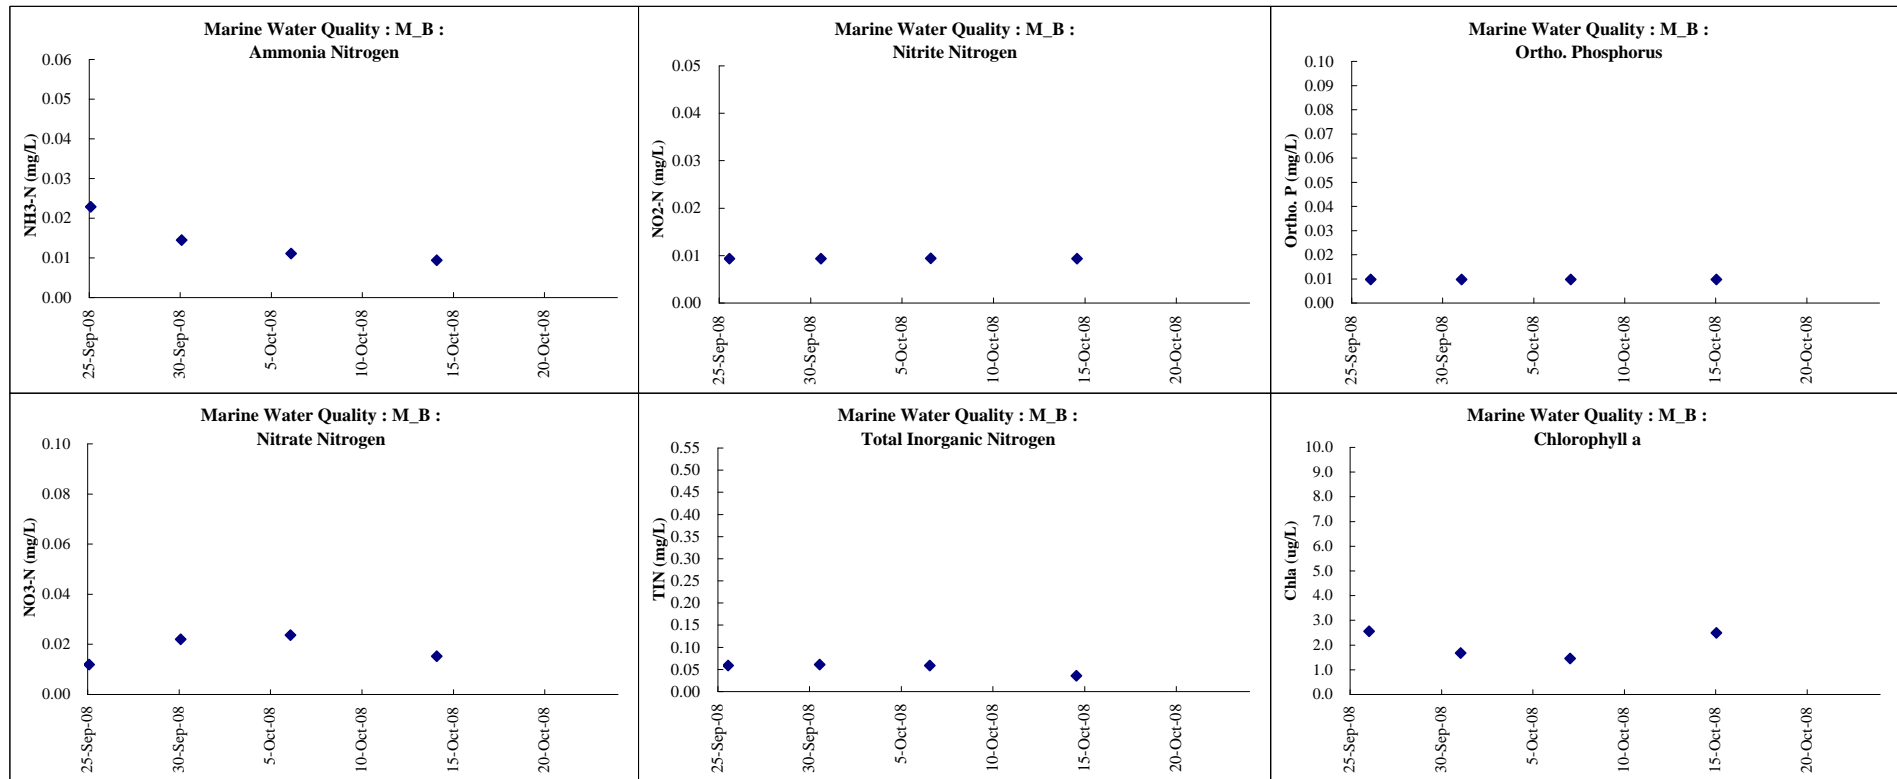 Marine Water Quality : M_B :
Ammonia Nitrogen
NH3-N (mg/L)
0.06
0.05
0.04
0.03
0.02
0.01
0.00
25-Sep-08
30-Sep-08
5-Oct-08
10-Oct-08
15-Oct-08
20-Oct-08
Marine Water Quality : M_B :
Nitrite Nitrogen
NO2-N (mg/L)
0.05
0.04
0.03
0.02
0.01
0.00
25-Sep-08
30-Sep-08
5-Oct-08
10-Oct-08
15-Oct-08
20-Oct-08
Marine Water Quality : M_B :
Ortho. Phosphorus
Ortho. P (mg/L)
0.10
0.09
0.08
0.07
0.06
0.05
0.04
0.03
0.02
0.01
0.00
25-Sep-08
30-Sep-08
5-Oct-08
10-Oct-08
15-Oct-08
20-Oct-08
Marine Water Quality : M_B :
Nitrate Nitrogen
NO3-N (mg/L)
0.10
0.08
0.06
0.04
0.02
0.00
25-Sep-08
30-Sep-08
5-Oct-08
10-Oct-08
15-Oct-08
20-Oct-08
Marine Water Quality : M_B :
Total Inorganic Nitrogen
TIN (mg/L)
0.55
0.50
0.45
0.40
0.35
0.30
0.25
0.20
0.15
0.10
0.05
0.00
25-Sep-08
30-Sep-08
5-Oct-08
10-Oct-08
15-Oct-08
20-Oct-08
Marine Water Quality : M_B :
Chlorophyll a
Chla (ug/L)
10.0
9.0
8.0
7.0
6.0
5.0
4.0
3.0
2.0
1.0
0.0
25-Sep-08
30-Sep-08
5-Oct-08
10-Oct-08
15-Oct-08
20-Oct-08